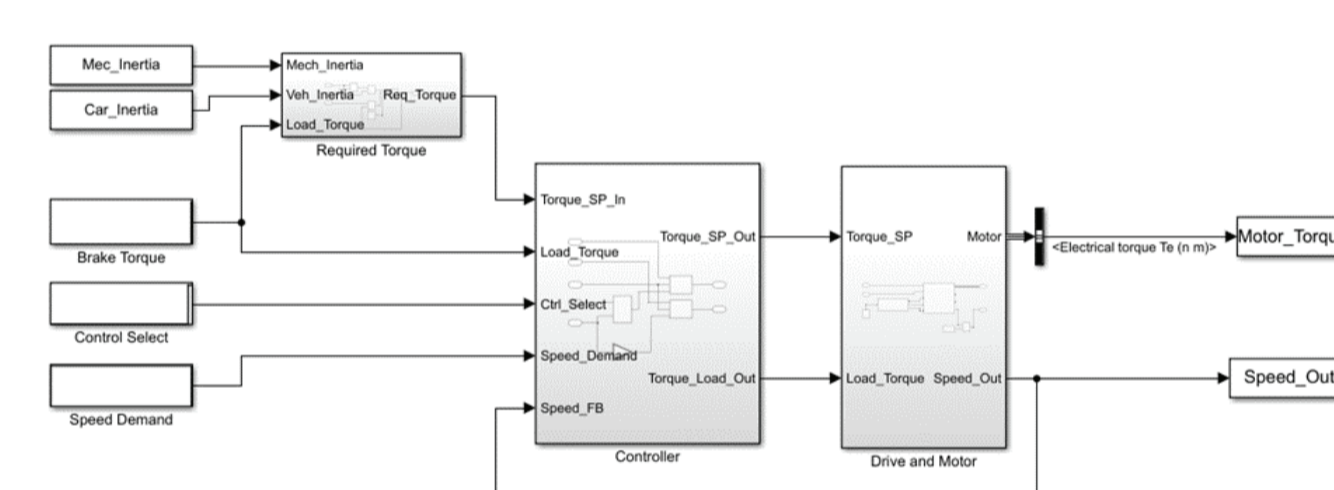 Mec_Inertia
Car_Inertia
Mech_Inertia
Veh_Inertia
Req_Torque
Load_Torque
Required Torque
Brake Torque
Control Select
Speed Demand
Torque_SP_In
Load_Torque
Ctrl_Select
Speed_Demand
Speed_FB
Torque_SP_Out
Torque_Load_Out
Controller
Torque_SP
Motor
Load_Torque
Speed_Out
Drive and Motor
<Electrical torque Te (n m)>
Motor_Torqu
Speed_Out